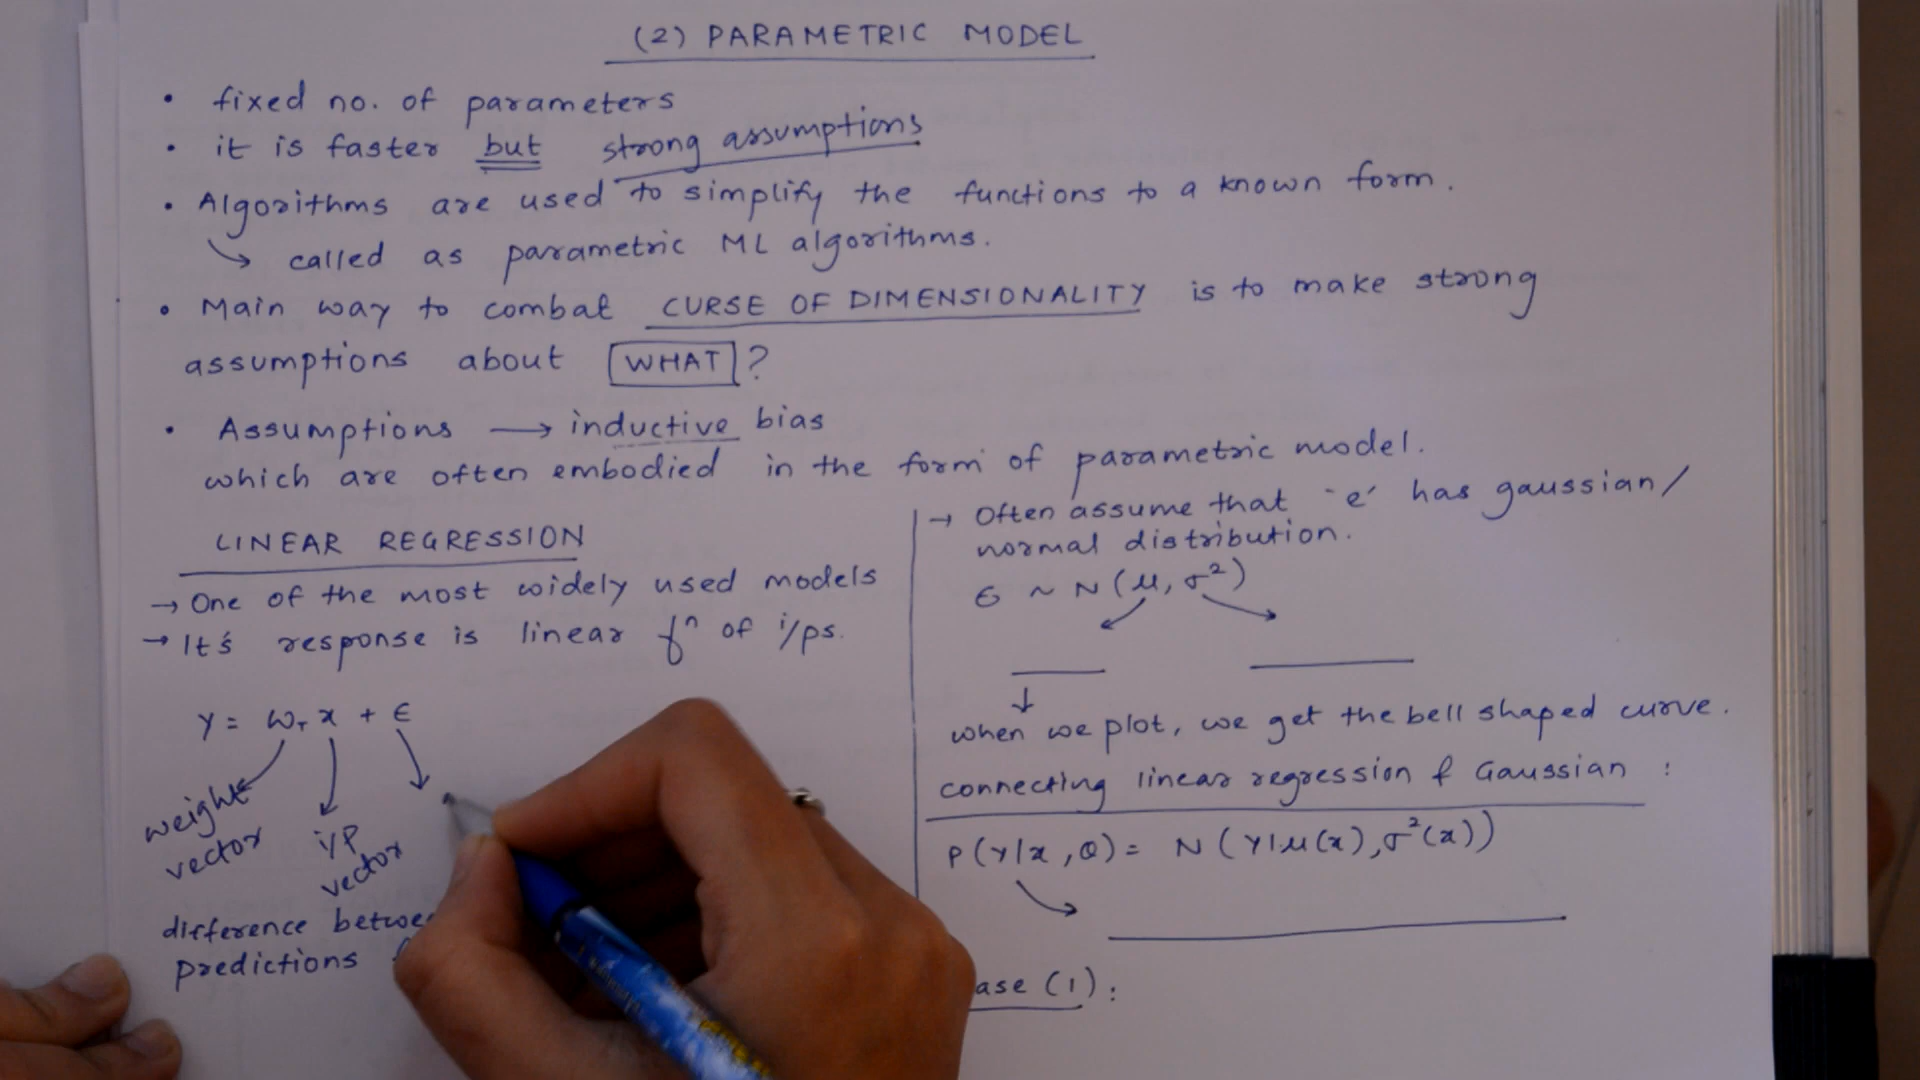 (2) PARAMETRIC MODEL
• fixed no. of parameters
• it is faster but strong assumptions
• Algorithms are used to simplify the functions to a known form.
↳ called as parametric ML algorithms.
• Main way to combat CURSE OF DIMENSIONALITY is to make strong
assumptions about WHAT ?
• Assumptions → inductive bias
which are often embodied in the form of parametric model.
LINEAR REGRESSION
→ One of the most widely used models
→ It's response is linear fⁿ of i/ps.
Y = ωT x + ϵ
weight
vector
i/p
vector
difference
predictions
→ Often assume that 'e' has gaussian/
normal distribution.
ϵ ~ N (μ, σ²)
when we plot, we get the bell shaped curve.
connecting linear regression & Gaussian :
P (Y|x , θ) = N (Y|μ(x), σ²(x))
ase (1) :